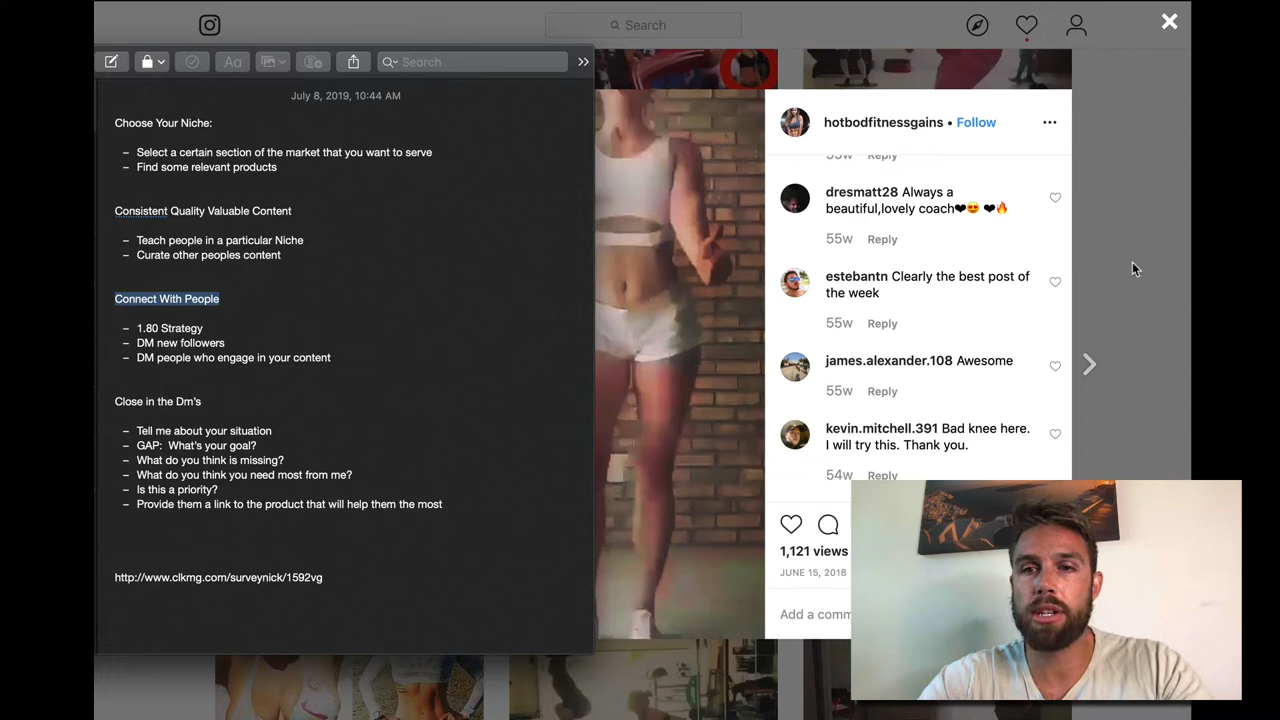 Search
Aa
Search
July 8, 2019, 10:44 AM
Choose Your Niche:
– Select a certain section of the market that you want to serve
– Find some relevant products
Consistent Quality Valuable Content
– Teach people in a particular Niche
– Curate other peoples content
Connect With People
– 1.80 Strategy
– DM new followers
– DM people who engage in your content
Close in the Dm's
– Tell me about your situation
– GAP: What's your goal?
– What do you think is missing?
– What do you think you need most from me?
– Is this a priority?
– Provide them a link to the product that will help them the most
http://www.clkmg.com/surveynick/1592vg
hotbodfitnessgains • Follow
55w Reply
dresmatt28 Always a
beautiful,lovely coach❤😍 ❤🔥
55w Reply
estebantn Clearly the best post of
the week
55w Reply
james.alexander.108 Awesome
55w Reply
kevin.mitchell.391 Bad knee here.
I will try this. Thank you.
54w Reply
1,121 views
JUNE 15, 2018
Add a comm